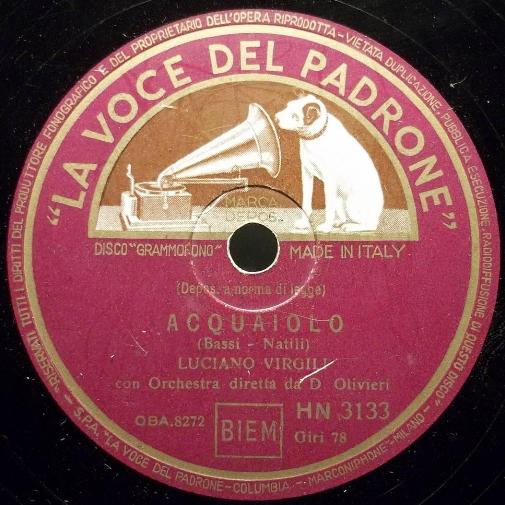 RISERVATI TUTTI I DIRITTI DEL PRODUTTORE FONOGRAFICO E DEL PROPRIETARIO DELL'OPERA RIPRODOTTA - VIETATA DUPLICAZIONE, PUBBLICA ESECUZIONE, RADIODIFFUSIONE DI QUESTO DISCO
"LA VOCE DEL PADRONE"
MARCA
DEPOS.
DISCO "GRAMMOFONO" MADE IN ITALY
(Depos. a norma di legge)
ACQUAIOLO
(Bassi - Natili)
LUCIANO VIRGILI
con Orchestra diretta da D. Olivieri
OBA.8272 BIEM HN 3133
Giri 78
S.P.A. "LA VOCE DEL PADRONE-COLUMBIA-MARCONIPHONE-MILANO